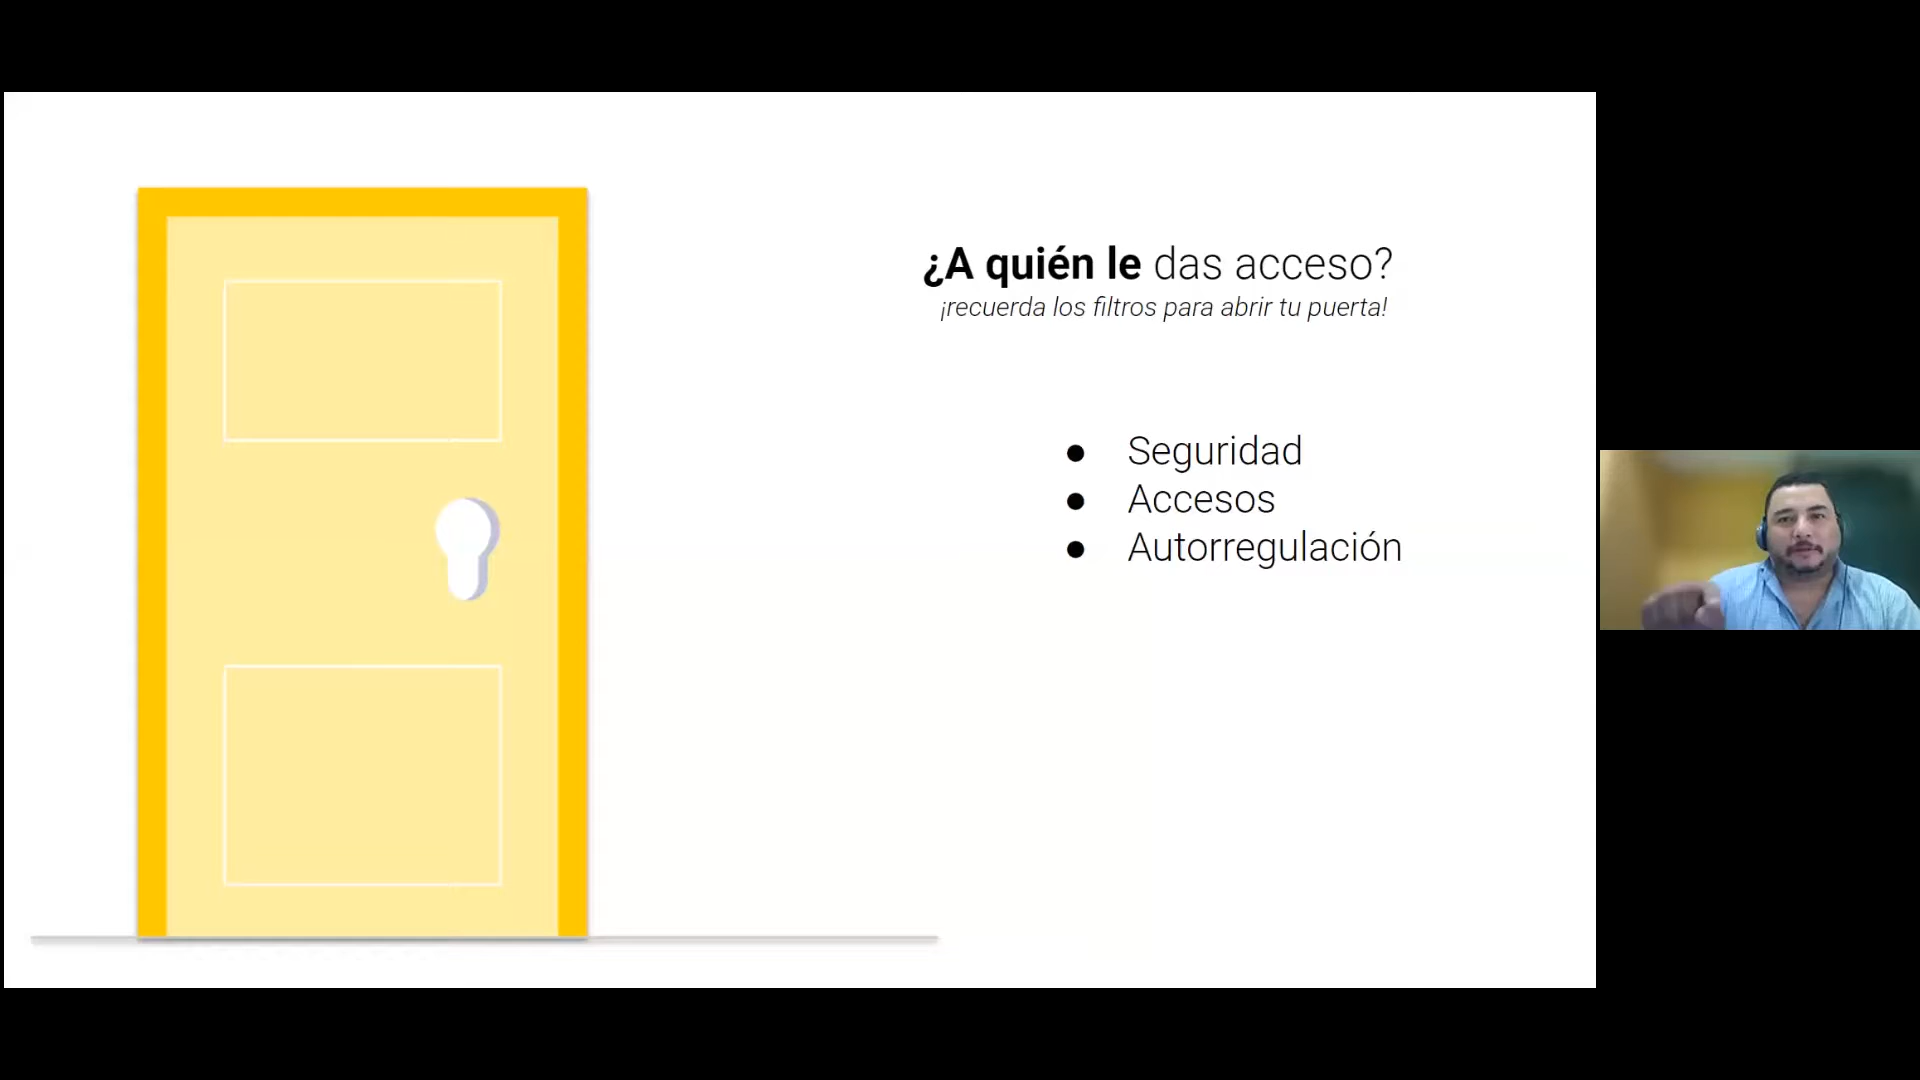 ¿A quién le das acceso?
¡recuerda los filtros para abrir tu puerta!
● Seguridad
● Accesos
● Autorregulación